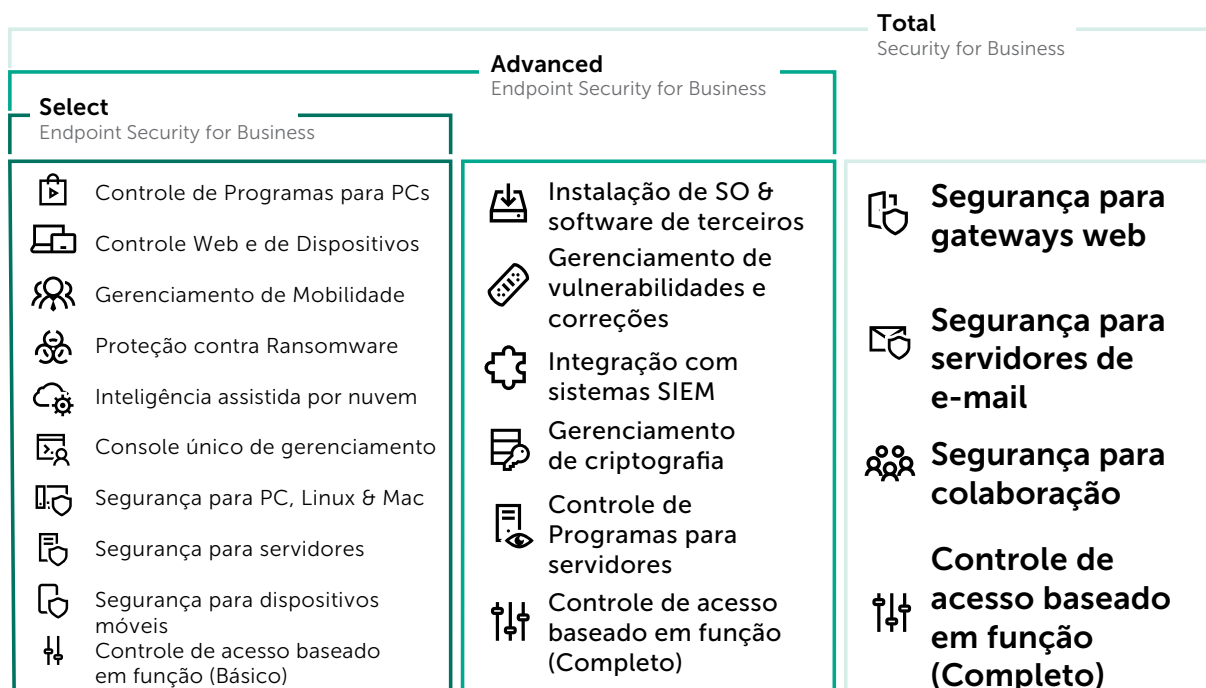 Total
Security for Business
Advanced
Endpoint Security for Business
Select
Endpoint Security for Business
Controle de Programas para PCs
Controle Web e de Dispositivos
Gerenciamento de Mobilidade
Proteção contra Ransomware
Inteligência assistida por nuvem
Console único de gerenciamento
Segurança para PC, Linux & Mac
Segurança para servidores
Segurança para dispositivos
móveis
Controle de acesso baseado
em função (Básico)
Instalação de SO &
software de terceiros
Gerenciamento de
vulnerabilidades e
correções
Integração com
sistemas SIEM
Gerenciamento
de criptografia
Controle de
Programas para
servidores
Controle de acesso
baseado em função
(Completo)
Segurança para
gateways web
Segurança para
servidores de
e-mail
Segurança para
colaboração
Controle de
acesso baseado
em função
(Completo)